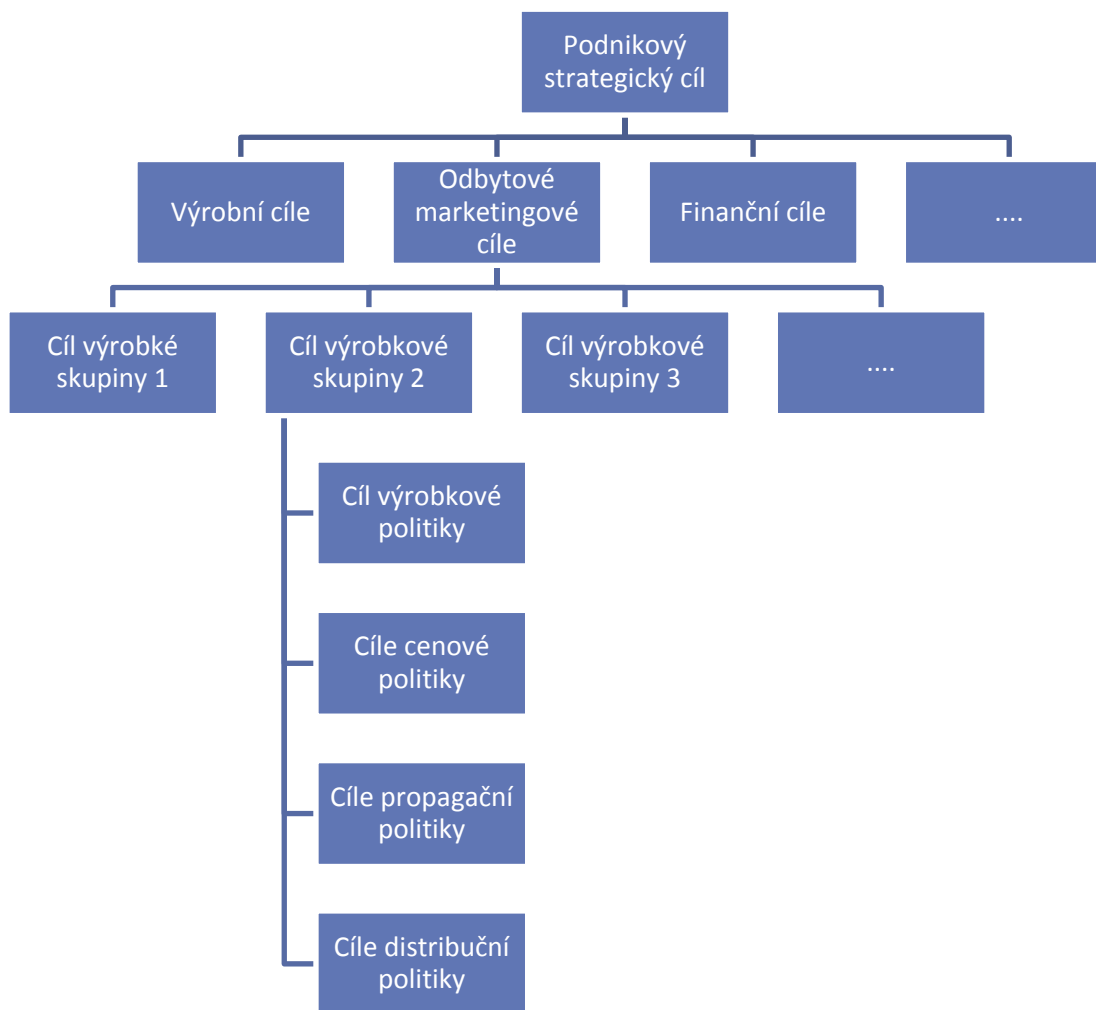 Podnikový
strategický cíl
Výrobní cíle
Odbytové
marketingové
cíle
Finanční cíle
....
Cíl výrobké
skupiny 1
Cíl výrobkové
skupiny 2
Cíl výrobkové
skupiny 3
....
Cíl výrobkové
politiky
Cíle cenové
politiky
Cíle propagační
politiky
Cíle distribuční
politiky